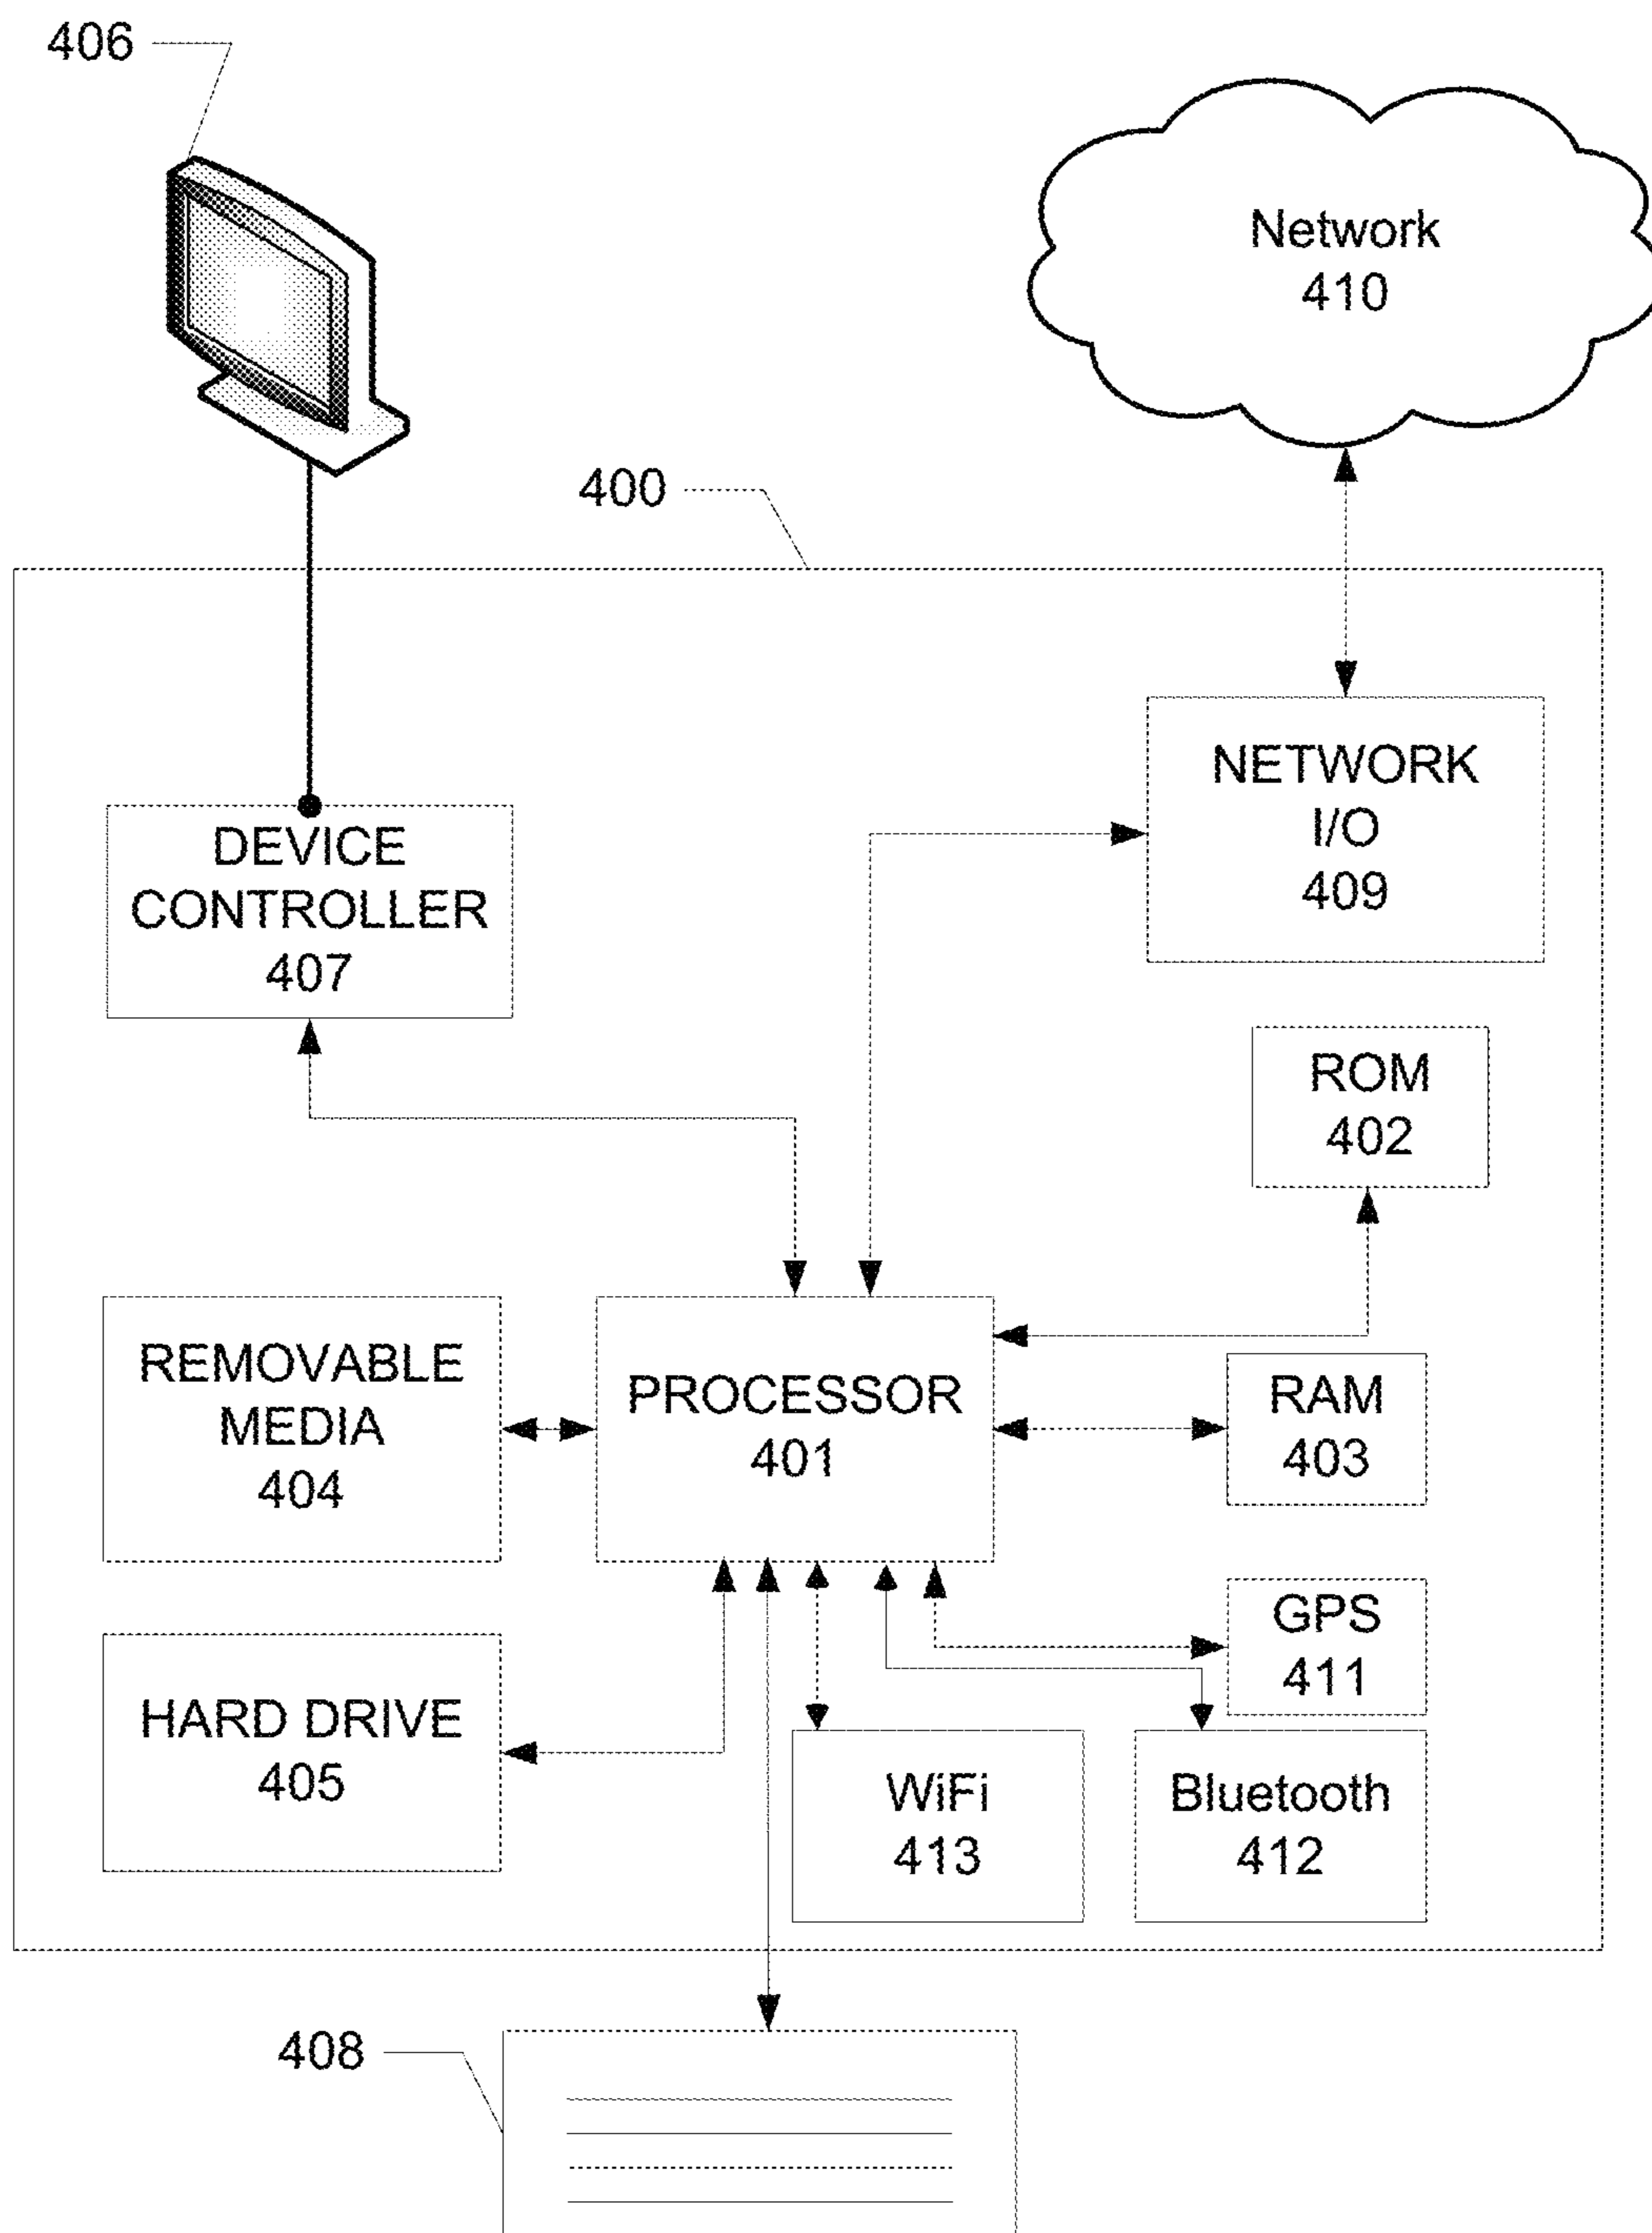 406
Network
410
400
NETWORK
I/O
409
DEVICE
CONTROLLER
407
ROM
402
REMOVABLE
MEDIA
404
PROCESSOR
401
RAM
403
GPS
411
HARD DRIVE
405
WiFi
413
Bluetooth
412
408